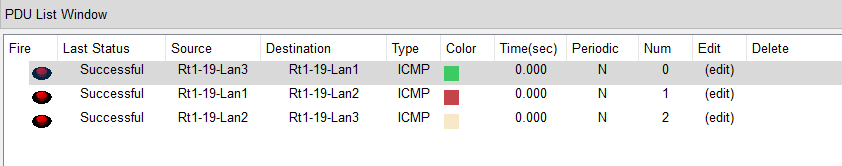 PDU List Window
Fire Last Status Source Destination Type Color Time(sec) Periodic Num Edit Delete
Successful Rt1-19-Lan3 Rt1-19-Lan1 ICMP 0.000 N 0 (edit)
Successful Rt1-19-Lan1 Rt1-19-Lan2 ICMP 0.000 N 1 (edit)
Successful Rt1-19-Lan2 Rt1-19-Lan3 ICMP 0.000 N 2 (edit)